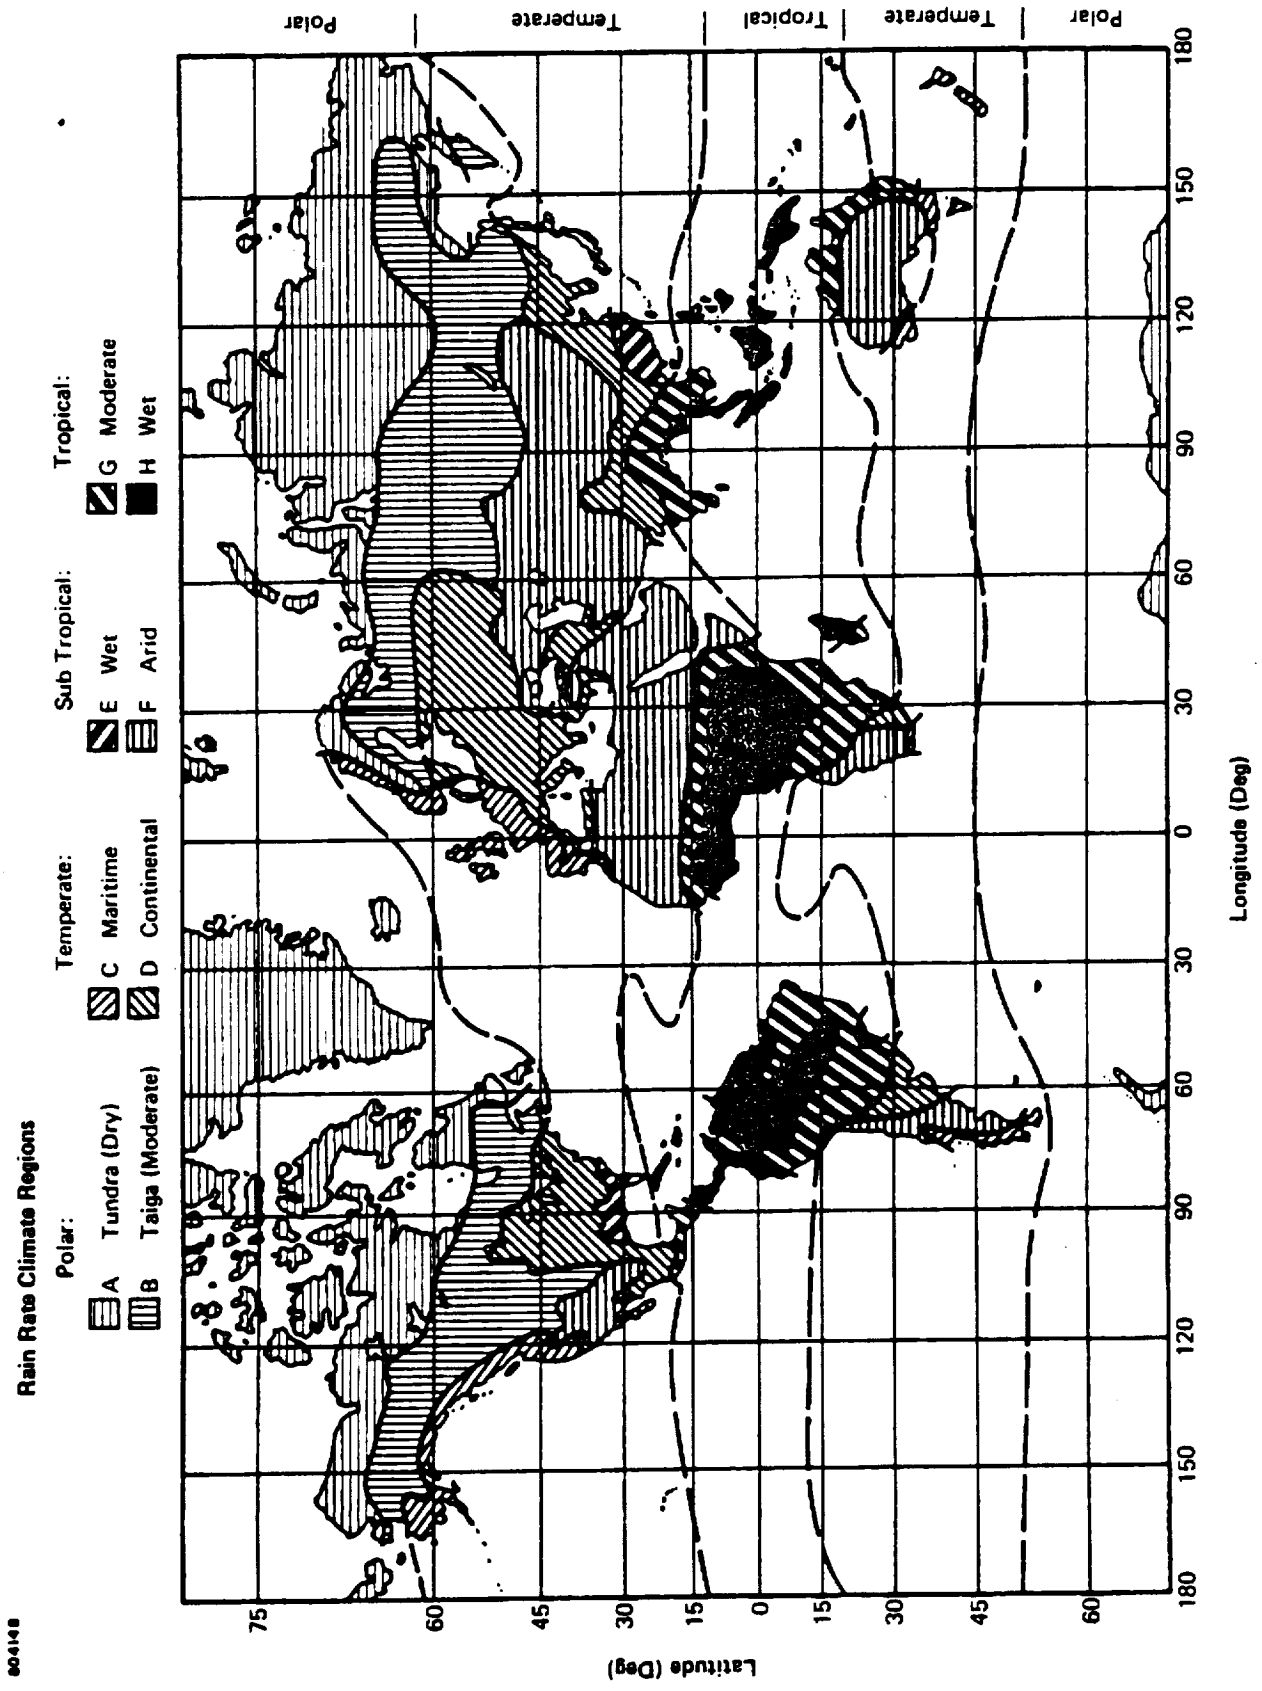 80414B
Rain Rate Climate Regions
Polar:
A Tundra (Dry)
B Taiga (Moderate)
Temperate:
C Maritime
D Continental
Sub Tropical:
E Wet
F Arid
Tropical:
G Moderate
H Wet
Polar
Temperate
Tropical
Temperate
Polar
Latitude (Deg)
75
60
45
30
15
0
15
30
45
60
180
150
120
90
60
30
0
30
60
90
120
150
180
Longitude (Deg)